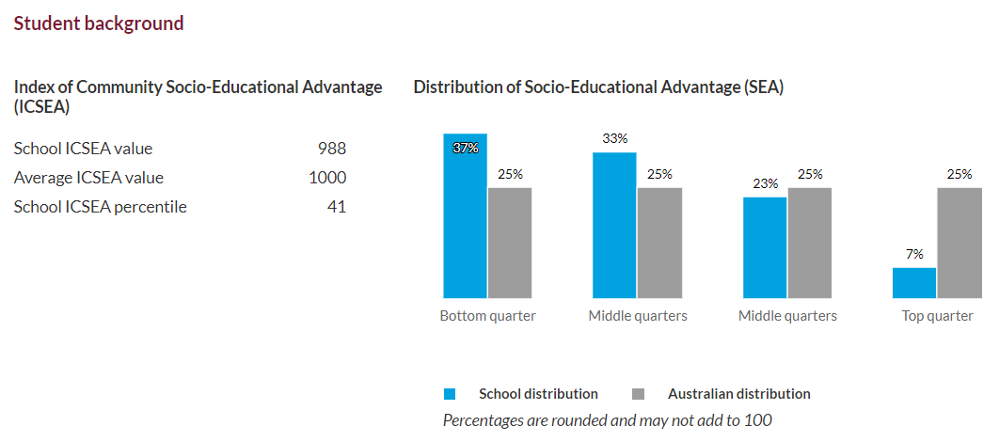 Student background
Index of Community Socio-Educational Advantage
(ICSEA)
School ICSEA value 988
Average ICSEA value 1000
School ICSEA percentile 41
Distribution of Socio-Educational Advantage (SEA)
37% 25% 33% 25% 23% 25% 7% 25%
Bottom quarter Middle quarters Middle quarters Top quarter
School distribution Australian distribution
Percentages are rounded and may not add to 100